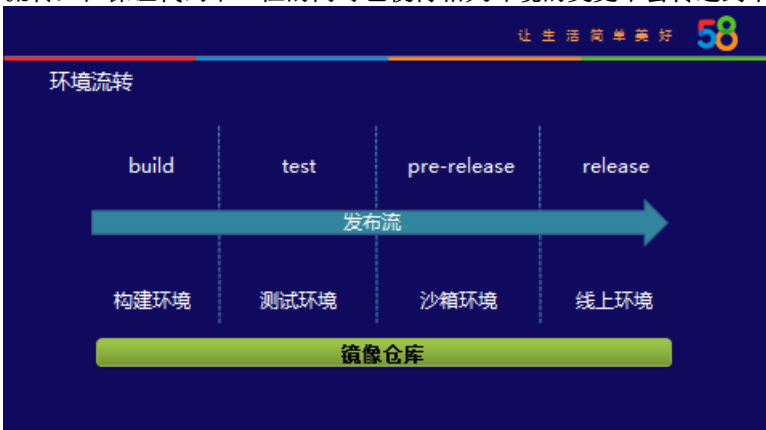 让生活简单美好 58
环境流转
build test pre-release release
发布流
构建环境 测试环境 沙箱环境 线上环境
镜像仓库